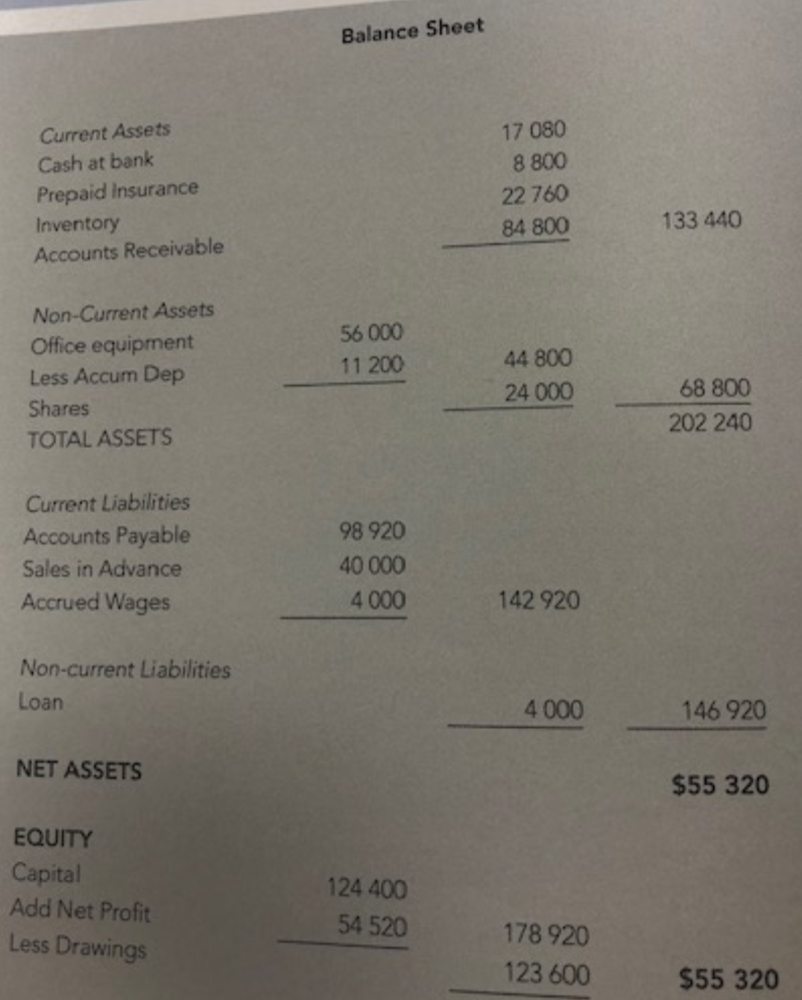 Balance Sheet
Current Assets
Cash at bank 17 080
Prepaid Insurance 8 800
Inventory 22 760
Accounts Receivable 84 800 133 440
Non-Current Assets
Office equipment 56 000
Less Accum Dep 11 200 44 800
Shares 24 000 68 800
TOTAL ASSETS 202 240
Current Liabilities
Accounts Payable 98 920
Sales in Advance 40 000
Accrued Wages 4 000 142 920
Non-current Liabilities
Loan 4 000 146 920
NET ASSETS $55 320
EQUITY
Capital 124 400
Add Net Profit 54 520 178 920
Less Drawings 123 600 $55 320